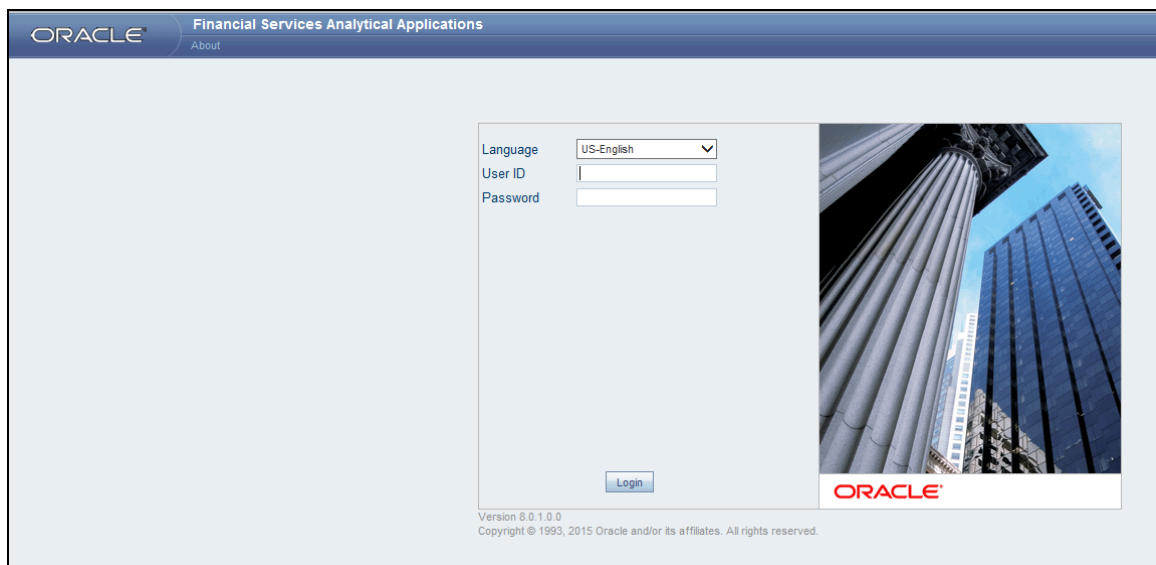 ORACLE
Financial Services Analytical Applications
About
Language US-English
User ID
Password
Login
ORACLE
Version 8.0.1.0.0
Copyright © 1993, 2015 Oracle and/or its affiliates. All rights reserved.